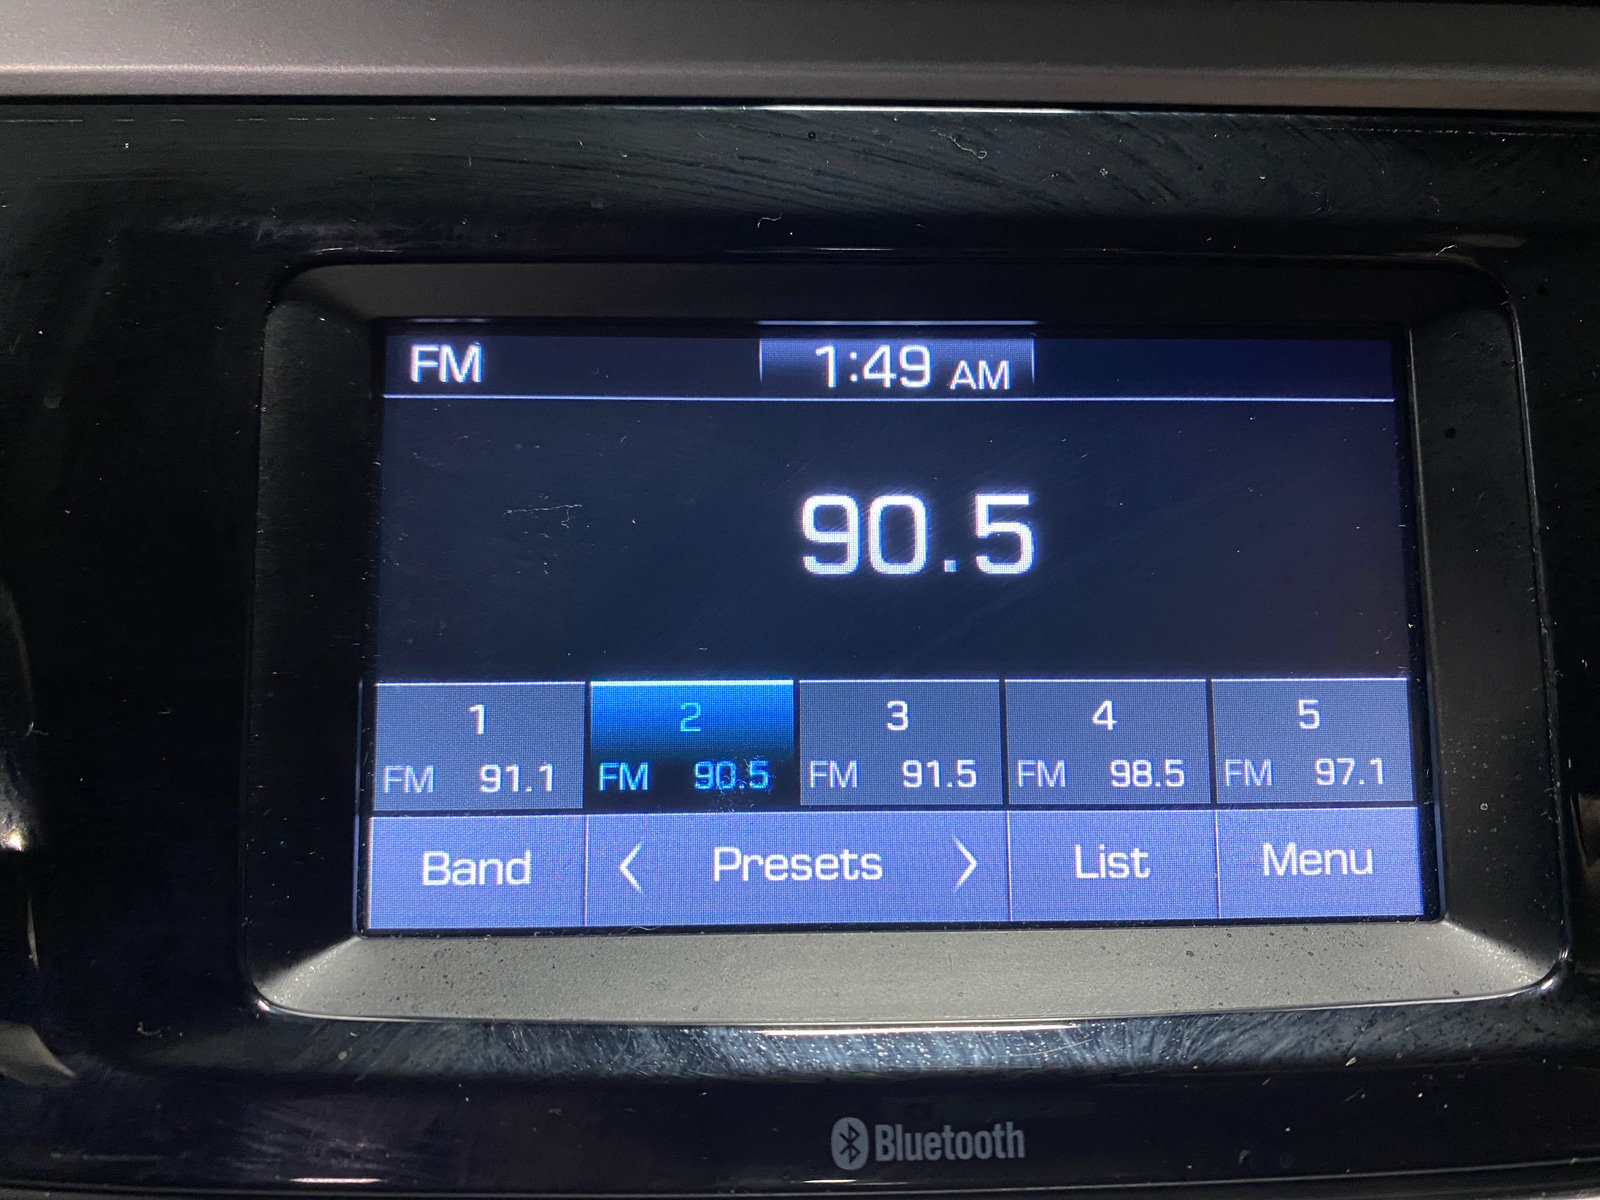 FM 1:49 AM
90.5
1 2 3 4 5
FM 91.1 FM 90.5 FM 91.5 FM 98.5 FM 97.1
Band < Presets > List Menu
Bluetooth